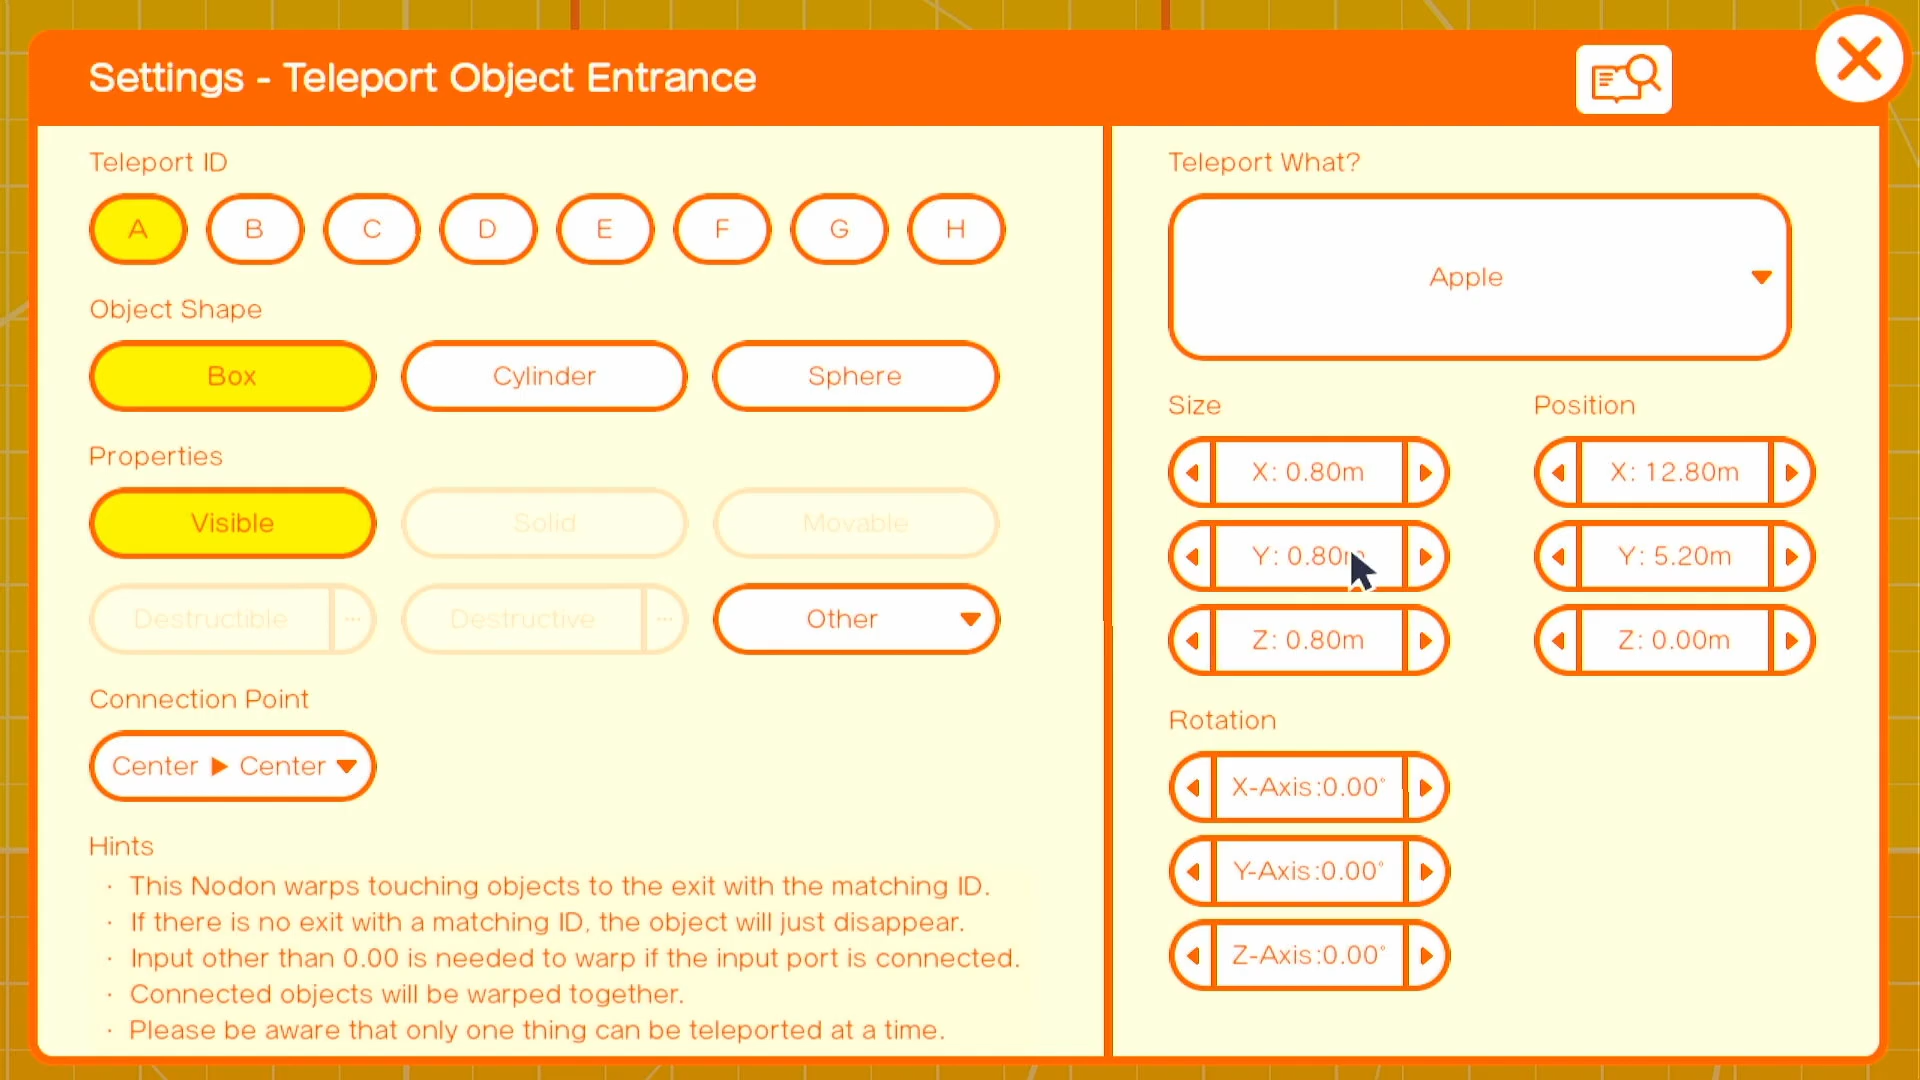 Settings - Teleport Object Entrance
Teleport ID
A B C D E F G H
Object Shape
Box Cylinder Sphere
Properties
Visible Solid Movable
Destructible ... Destructive ... Other
Connection Point
Center ▶ Center
Hints
· This Nodon warps touching objects to the exit with the matching ID.
· If there is no exit with a matching ID, the object will just disappear.
· Input other than 0.00 is needed to warp if the input port is connected.
· Connected objects will be warped together.
· Please be aware that only one thing can be teleported at a time.
Teleport What?
Apple
Size
X: 0.80m
Y: 0.80m
Z: 0.80m
Position
X: 12.80m
Y: 5.20m
Z: 0.00m
Rotation
X-Axis:0.00°
Y-Axis:0.00°
Z-Axis:0.00°